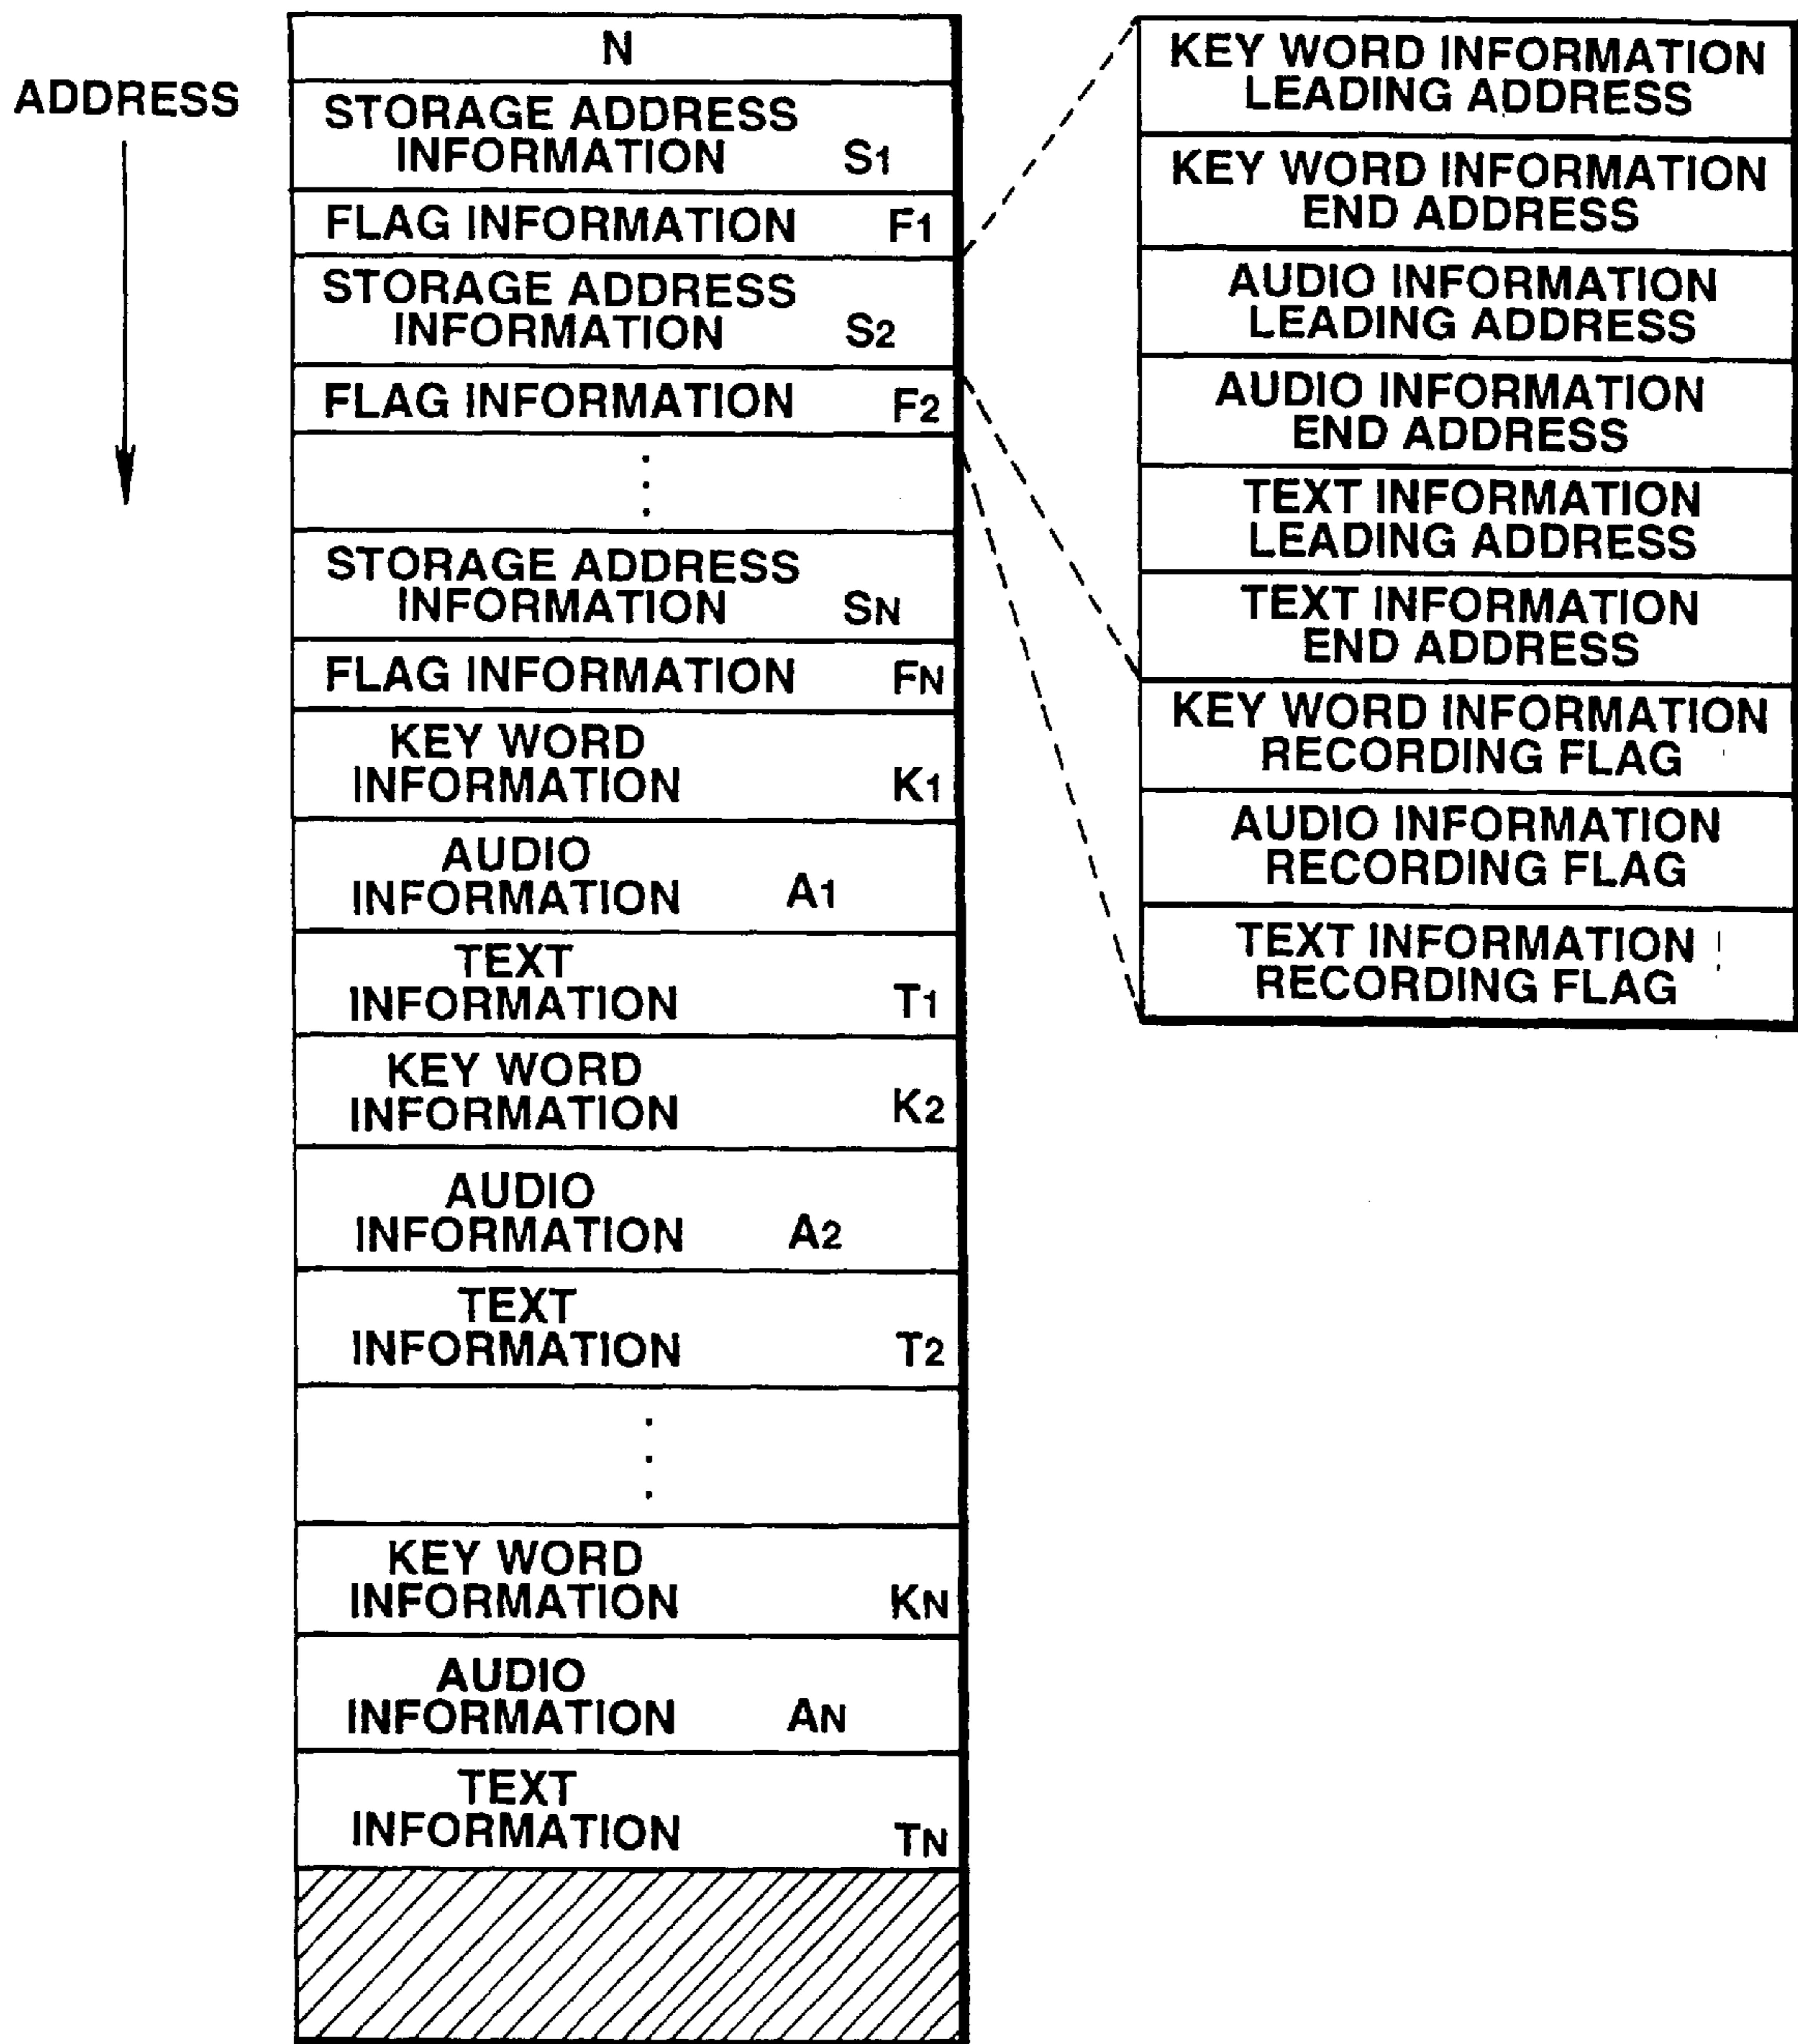 ADDRESS
N
STORAGE ADDRESS
INFORMATION S1
FLAG INFORMATION F1
STORAGE ADDRESS
INFORMATION S2
FLAG INFORMATION F2
STORAGE ADDRESS
INFORMATION SN
FLAG INFORMATION FN
KEY WORD
INFORMATION K1
AUDIO
INFORMATION A1
TEXT
INFORMATION T1
KEY WORD
INFORMATION K2
AUDIO
INFORMATION A2
TEXT
INFORMATION T2
KEY WORD
INFORMATION KN
AUDIO
INFORMATION AN
TEXT
INFORMATION TN
KEY WORD INFORMATION
LEADING ADDRESS
KEY WORD INFORMATION
END ADDRESS
AUDIO INFORMATION
LEADING ADDRESS
AUDIO INFORMATION
END ADDRESS
TEXT INFORMATION
LEADING ADDRESS
TEXT INFORMATION
END ADDRESS
KEY WORD INFORMATION
RECORDING FLAG
AUDIO INFORMATION
RECORDING FLAG
TEXT INFORMATION
RECORDING FLAG